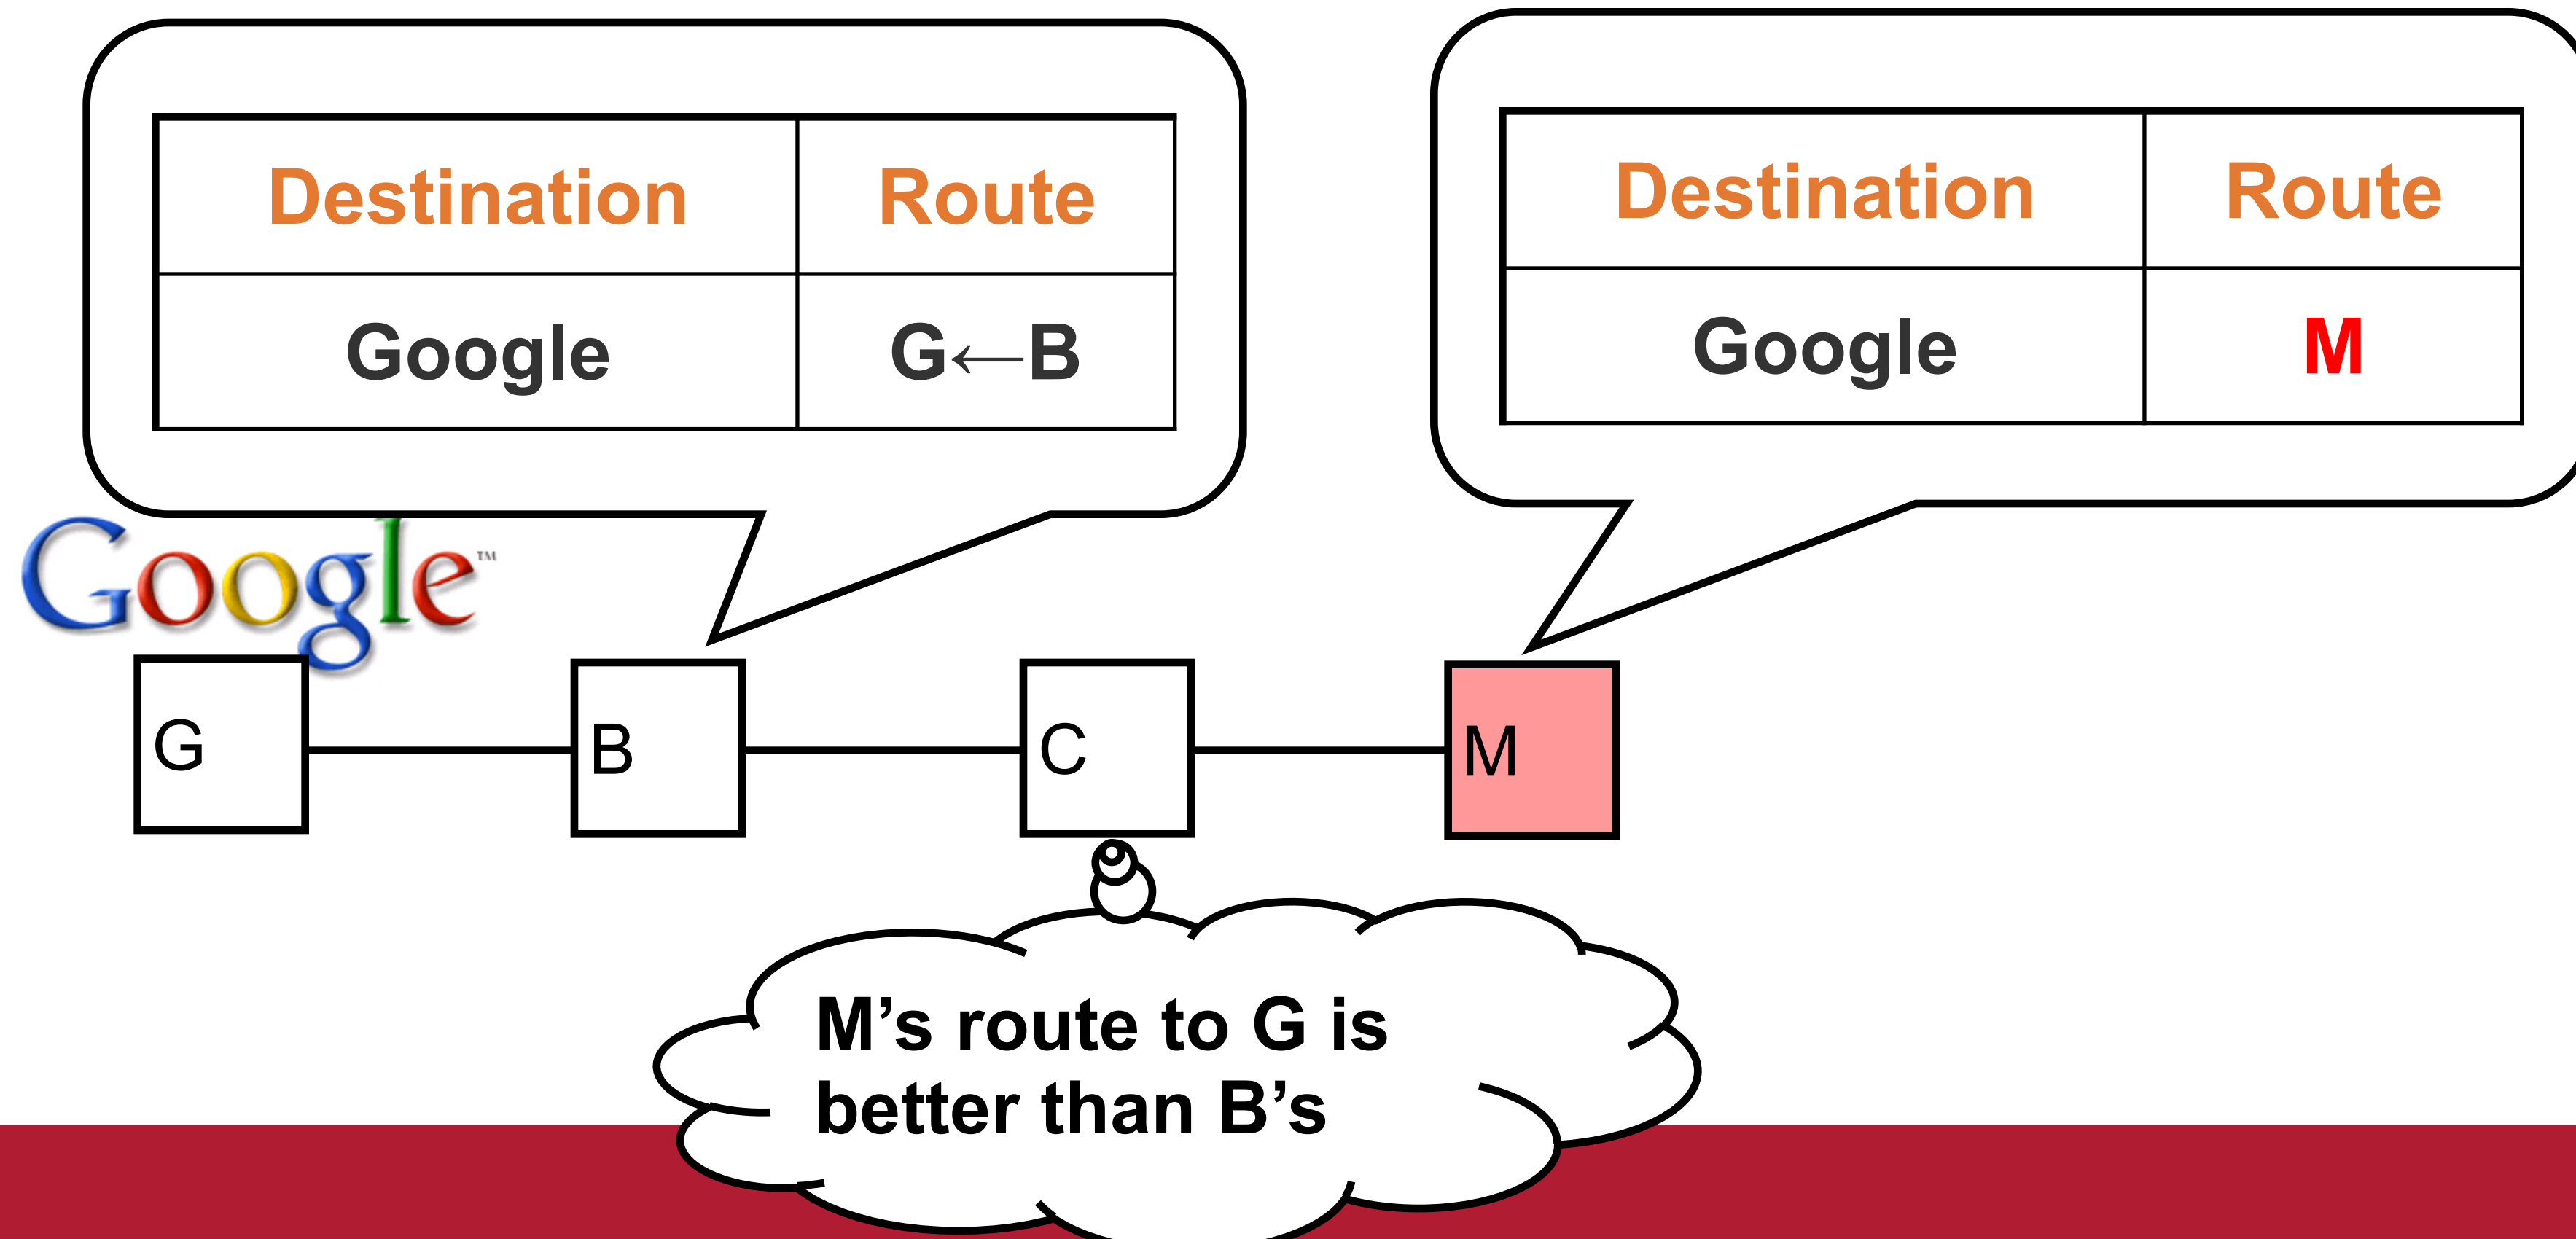 Destination Route
Google G←B
Destination Route
Google M
Google™
G B C M
M's route to G is
better than B's